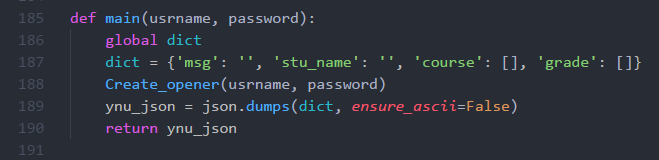 185 def main(usrname, password):
186     global dict
187     dict = {'msg': '', 'stu_name': '', 'course': [], 'grade': []}
188     Create_opener(usrname, password)
189     ynu_json = json.dumps(dict, ensure_ascii=False)
190     return ynu_json
191